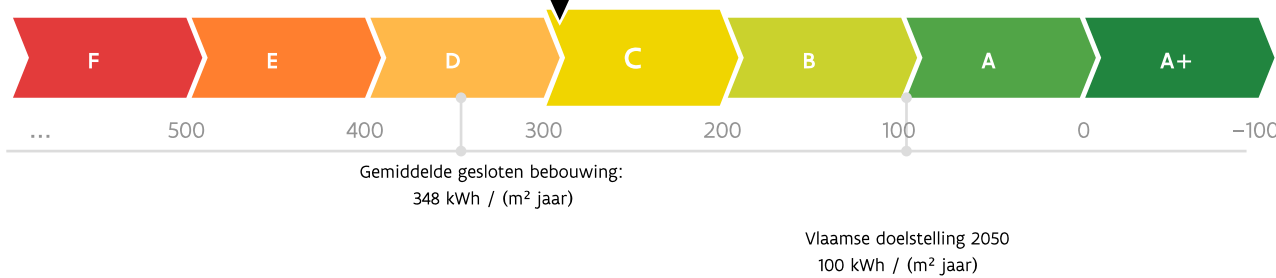 F E D C B A A+
... 500 400 300 200 100 0 −100
Gemiddelde gesloten bebouwing:
348 kWh / (m² jaar)
Vlaamse doelstelling 2050
100 kWh / (m² jaar)